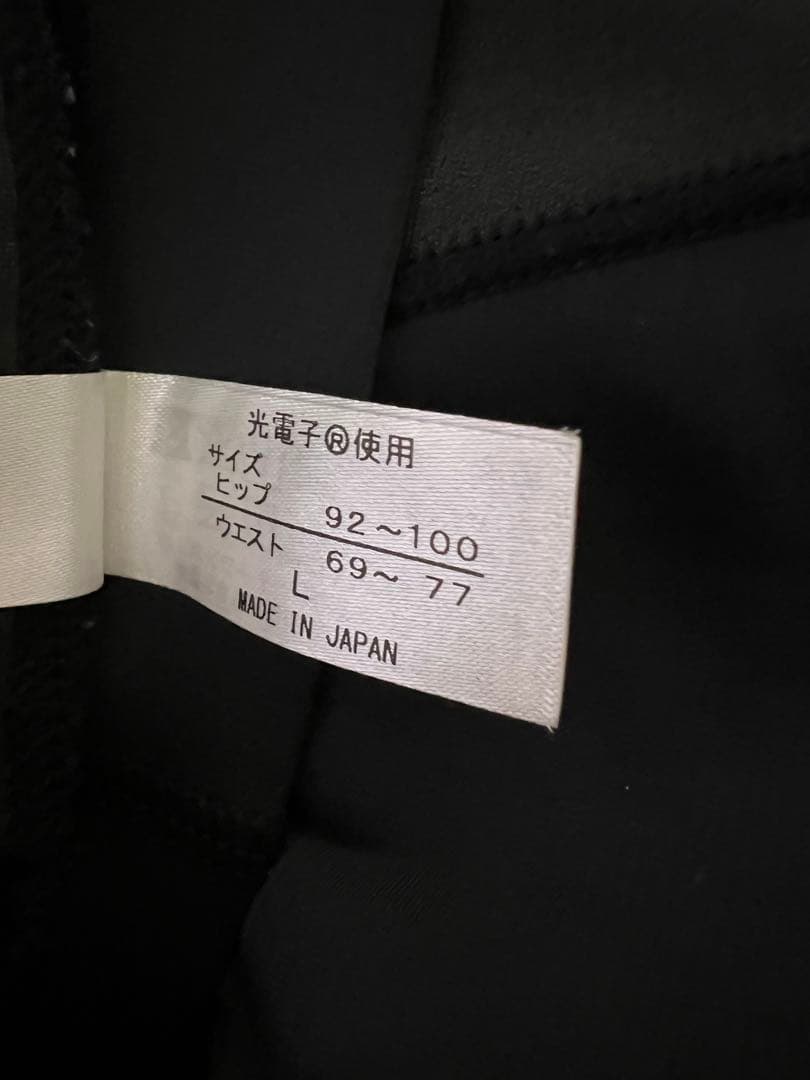 光電子®使用
サイズ
ヒップ 92~100
ウエスト 69~ 77
L
MADE IN JAPAN